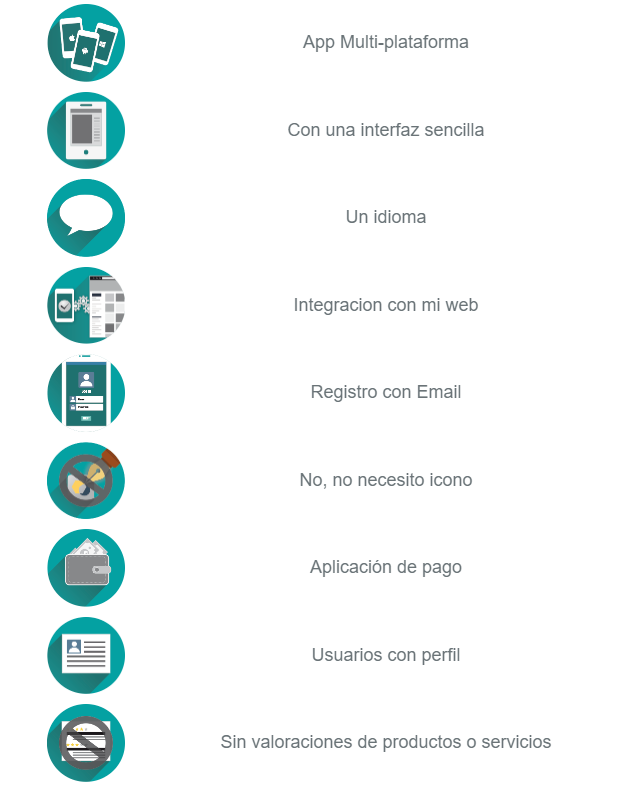 App Multi-plataforma
Con una interfaz sencilla
Un idioma
Integracion con mi web
Registro con Email
No, no necesito icono
Aplicación de pago
Usuarios con perfil
Sin valoraciones de productos o servicios